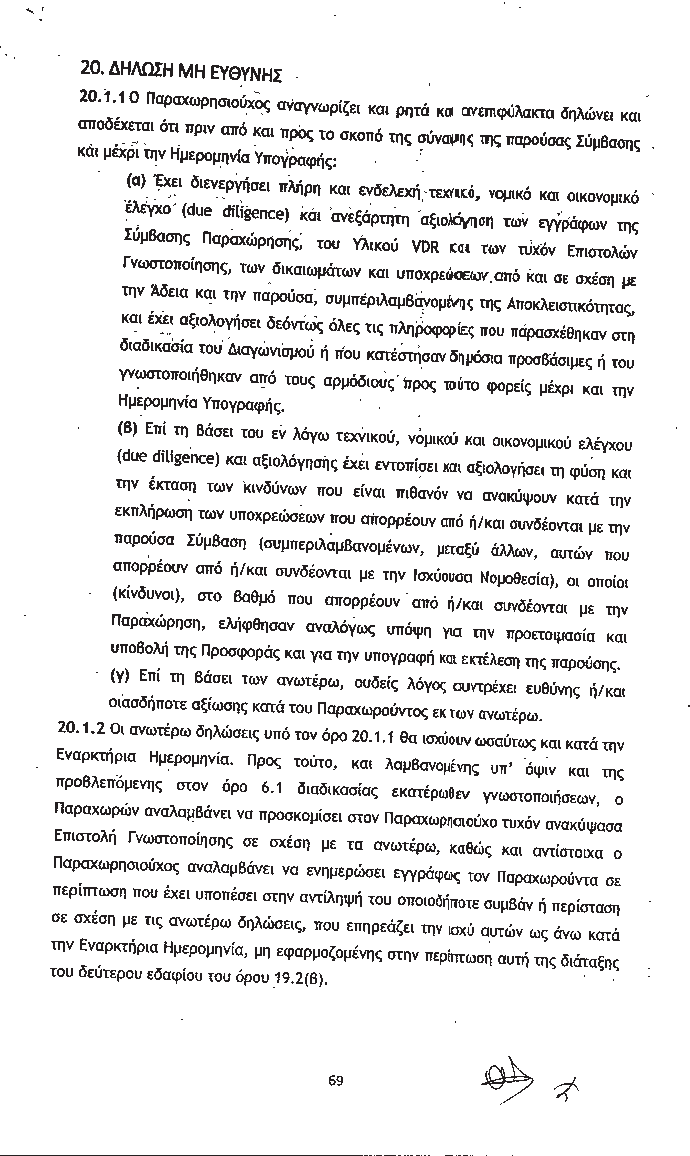 20. ΔΗΛΩΣΗ ΜΗ ΕΥΘΥΝΗΣ
20.1.1 Ο Παραχωρησιούχος αναγνωρίζει και ρητά και ανεπιφύλακτα δηλώνει και
αποδέχεται ότι πριν από και προς το σκοπό της σύναψης της παρούσας Σύμβασης
και μέχρι την Ημερομηνία Υπογραφής:
(α) Έχει διενεργήσει πλήρη και ενδελεχή τεχνικό, νομικό και οικονομικό
έλεγχο (due diligence) και ανεξάρτητη αξιολόγηση των εγγράφων της
Σύμβασης Παραχώρησης, του Υλικού VDR και των τυχόν Επιστολών
Γνωστοποίησης, των δικαιωμάτων και υποχρεώσεων από και σε σχέση με
την Άδεια και την παρούσα, συμπεριλαμβανομένης της Αποκλειστικότητας,
και έχει αξιολογήσει δεόντως όλες τις πληροφορίες που παρασχέθηκαν στη
διαδικασία του Διαγωνισμού ή που κατέστησαν δημόσια προσβάσιμες ή του
γνωστοποιήθηκαν από τους αρμόδιους προς τούτο φορείς μέχρι και την
Ημερομηνία Υπογραφής.
(β) Επί τη βάσει του εν λόγω τεχνικού, νομικού και οικονομικού ελέγχου
(due diligence) και αξιολόγησης έχει εντοπίσει και αξιολογήσει τη φύση και
την έκταση των κινδύνων που είναι πιθανόν να ανακύψουν κατά την
εκπλήρωση των υποχρεώσεων που απορρέουν από ή/και συνδέονται με την
παρούσα Σύμβαση (συμπεριλαμβανομένων, μεταξύ άλλων, αυτών που
απορρέουν από ή/και συνδέονται με την Ισχύουσα Νομοθεσία), οι οποίοι
(κίνδυνοι), στο βαθμό που απορρέουν από ή/και συνδέονται με την
Παραχώρηση, ελήφθησαν αναλόγως υπόψη για την προετοιμασία και
υποβολή της Προσφοράς και για την υπογραφή και εκτέλεση της παρούσης.
(γ) Επί τη βάσει των ανωτέρω, ουδείς λόγος συντρέχει ευθύνης ή/και
οιασδήποτε αξίωσης κατά του Παραχωρούντος εκ των ανωτέρω.
20.1.2 Οι ανωτέρω δηλώσεις υπό τον όρο 20.1.1 θα ισχύουν ωσαύτως και κατά την
Εναρκτήρια Ημερομηνία. Προς τούτο, και λαμβανομένης υπ' όψιν και της
προβλεπόμενης στον όρο 6.1 διαδικασίας εκατέρωθεν γνωστοποιήσεων, ο
Παραχωρών αναλαμβάνει να προσκομίσει στον Παραχωρησιούχο τυχόν ανακύψασα
Επιστολή Γνωστοποίησης σε σχέση με τα ανωτέρω, καθώς και αντίστοιχα ο
Παραχωρησιούχος αναλαμβάνει να ενημερώσει εγγράφως τον Παραχωρούντα σε
περίπτωση που έχει υποπέσει στην αντίληψή του οποιοδήποτε συμβάν ή περίσταση
σε σχέση με τις ανωτέρω δηλώσεις, που επηρεάζει την ισχύ αυτών ως άνω κατά
την Εναρκτήρια Ημερομηνία, μη εφαρμοζομένης στην περίπτωση αυτή της διάταξης
του δεύτερου εδαφίου του όρου 19.2(β).
69